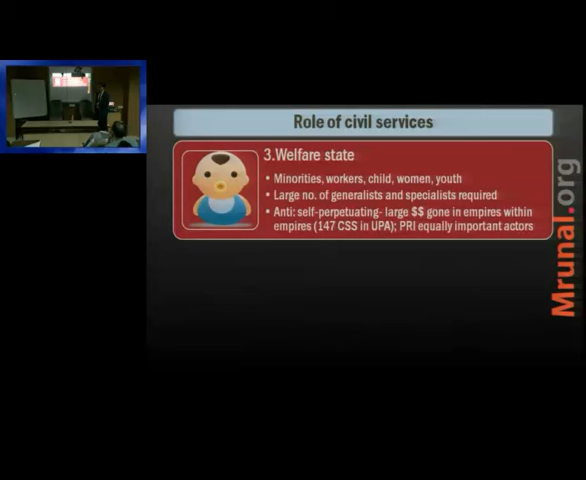 Role of civil services
3.Welfare state
• Minorities, workers, child, women, youth
• Large no. of generalists and specialists required
• Anti: self-perpetuating- large $$ gone in empires within
empires (147 CSS in UPA); PRI equally important actors
Mrunal.org